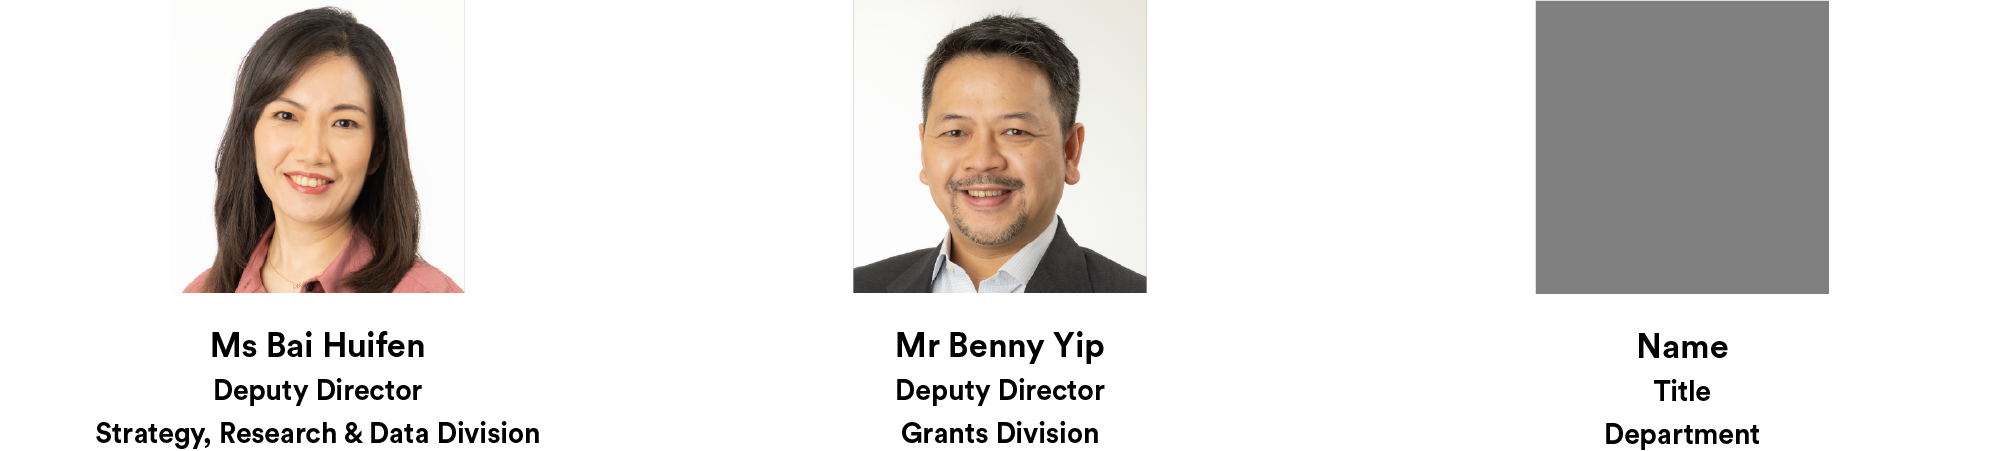 Ms Bai Huifen
Deputy Director
Strategy, Research & Data Division
Mr Benny Yip
Deputy Director
Grants Division
Name
Title
Department